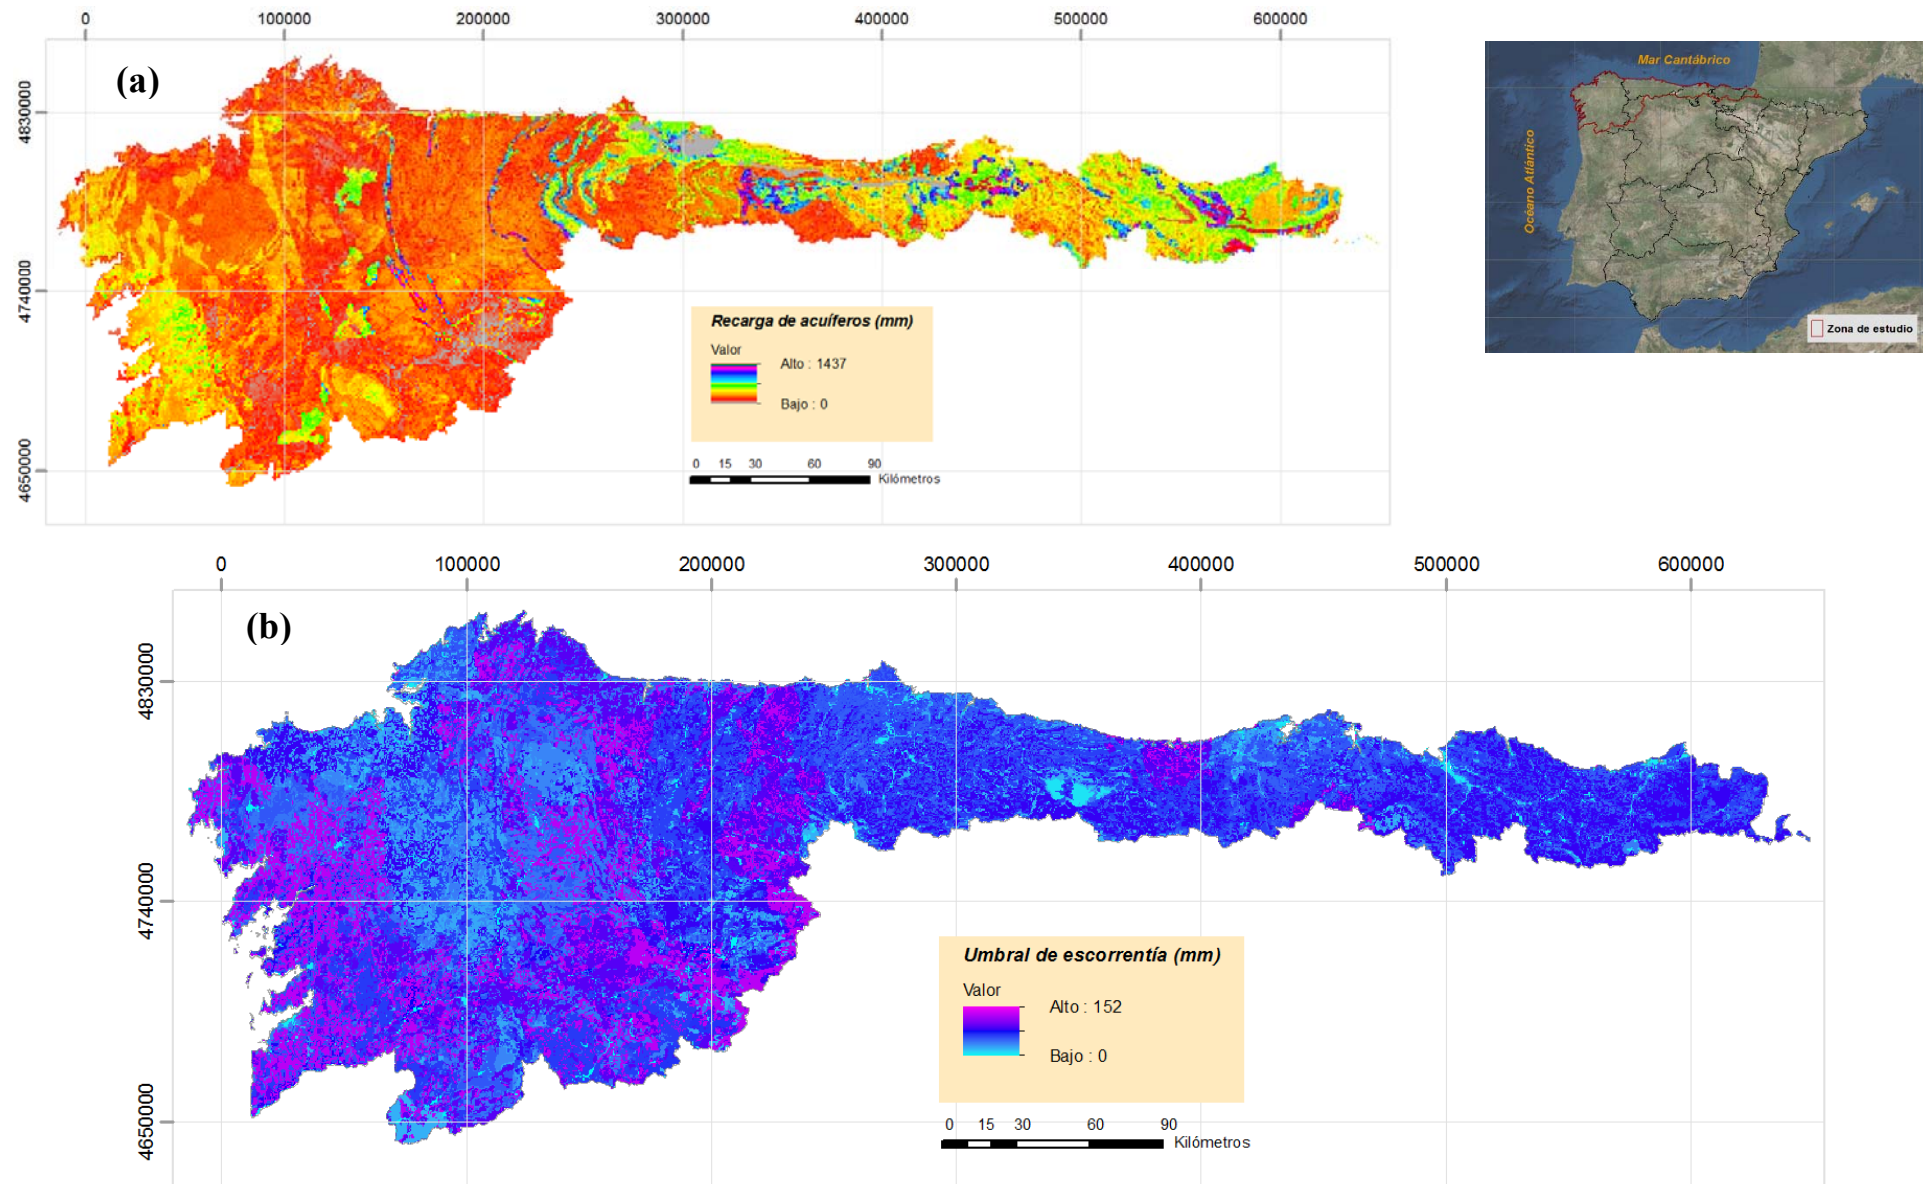 0 100000 200000 300000 400000 500000 600000
(a)
4830000
4740000
4650000
Recarga de acuíferos (mm)
Valor
Alto : 1437
Bajo : 0
0 15 30 60 90
Kilómetros
Mar Cantábrico
Océano Atlántico
Zona de estudio
0 100000 200000 300000 400000 500000 600000
(b)
4830000
4740000
4650000
Umbral de escorrentía (mm)
Valor
Alto : 152
Bajo : 0
0 15 30 60 90
Kilómetros